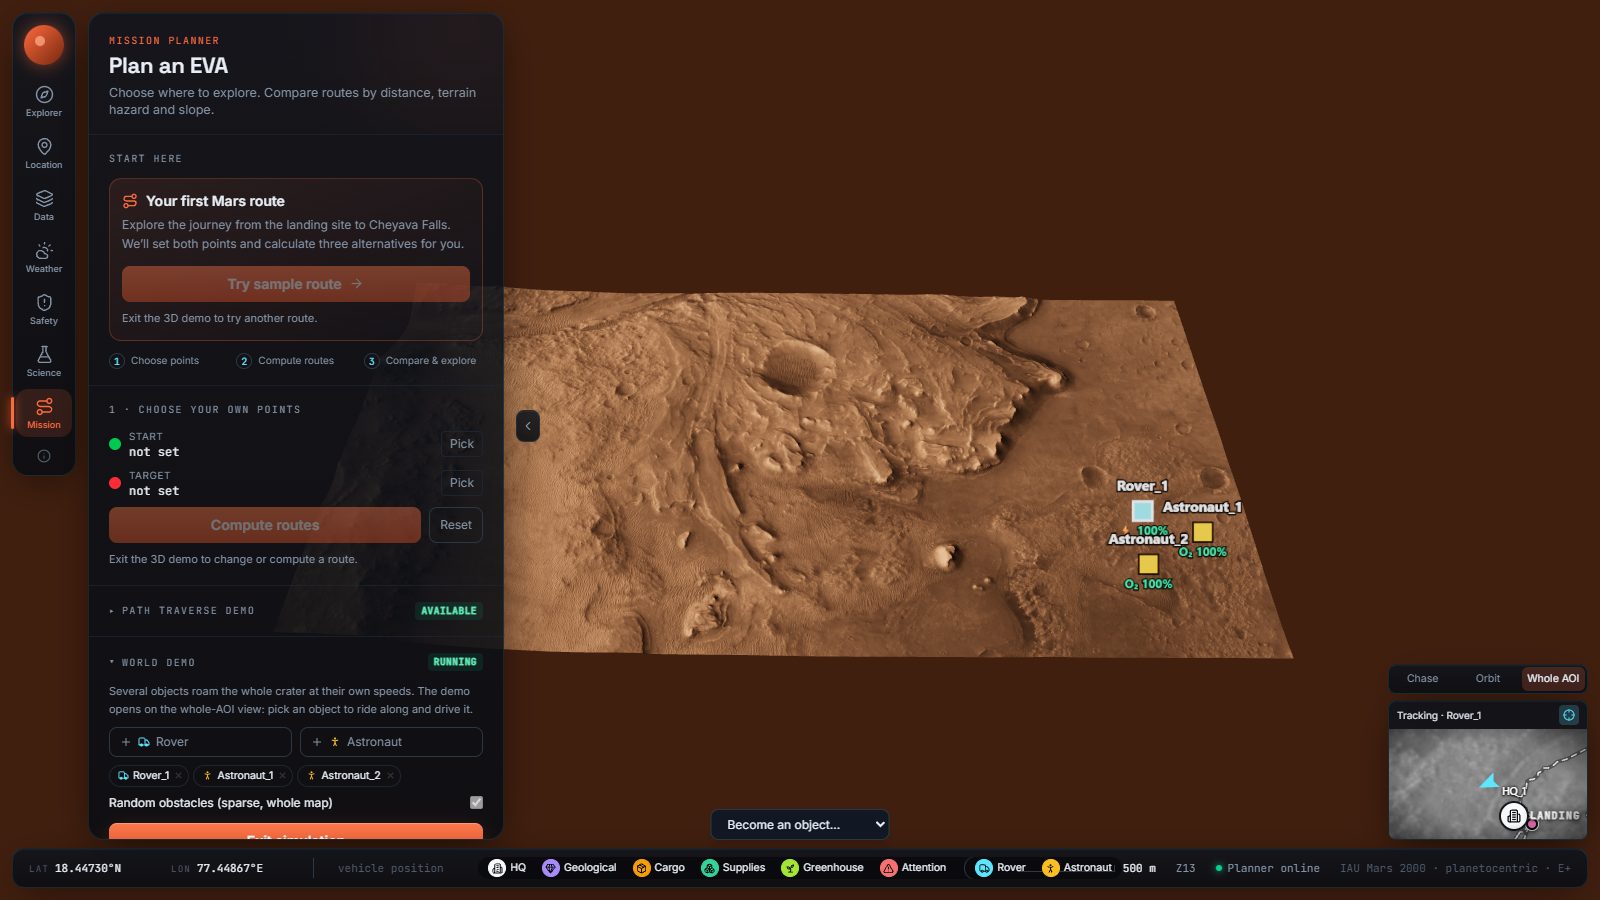 Explorer
Location
Data
Weather
Safety
Science
Mission
MISSION PLANNER
Plan an EVA
Choose where to explore. Compare routes by distance, terrain
hazard and slope.
START HERE
Your first Mars route
Explore the journey from the landing site to Cheyava Falls.
We'll set both points and calculate three alternatives for you.
Try sample route →
Exit the 3D demo to try another route.
1 Choose points
2 Compute routes
3 Compare & explore
1 · CHOOSE YOUR OWN POINTS
START
not set
Pick
TARGET
not set
Pick
Compute routes
Reset
Exit the 3D demo to change or compute a route.
PATH TRAVERSE DEMO
AVAILABLE
WORLD DEMO
RUNNING
Several objects roam the whole crater at their own speeds. The demo
opens on the whole-AOI view: pick an object to ride along and drive it.
+ Rover
+ Astronaut
Rover_1 ×
Astronaut_1 ×
Astronaut_2 ×
Random obstacles (sparse, whole map)
Exit simulation
Rover_1
100%
Astronaut_1
O₂ 100%
Astronaut_2
O₂ 100%
Chase
Orbit
Whole AOI
Tracking · Rover_1
HQ_1
LANDING
Become an object...
LAT 18.44730°N
LON 77.44867°E
vehicle position
HQ
Geological
Cargo
Supplies
Greenhouse
Attention
Rover
Astronaut
500 m
Z13
Planner online
IAU Mars 2000 · planetocentric · E+